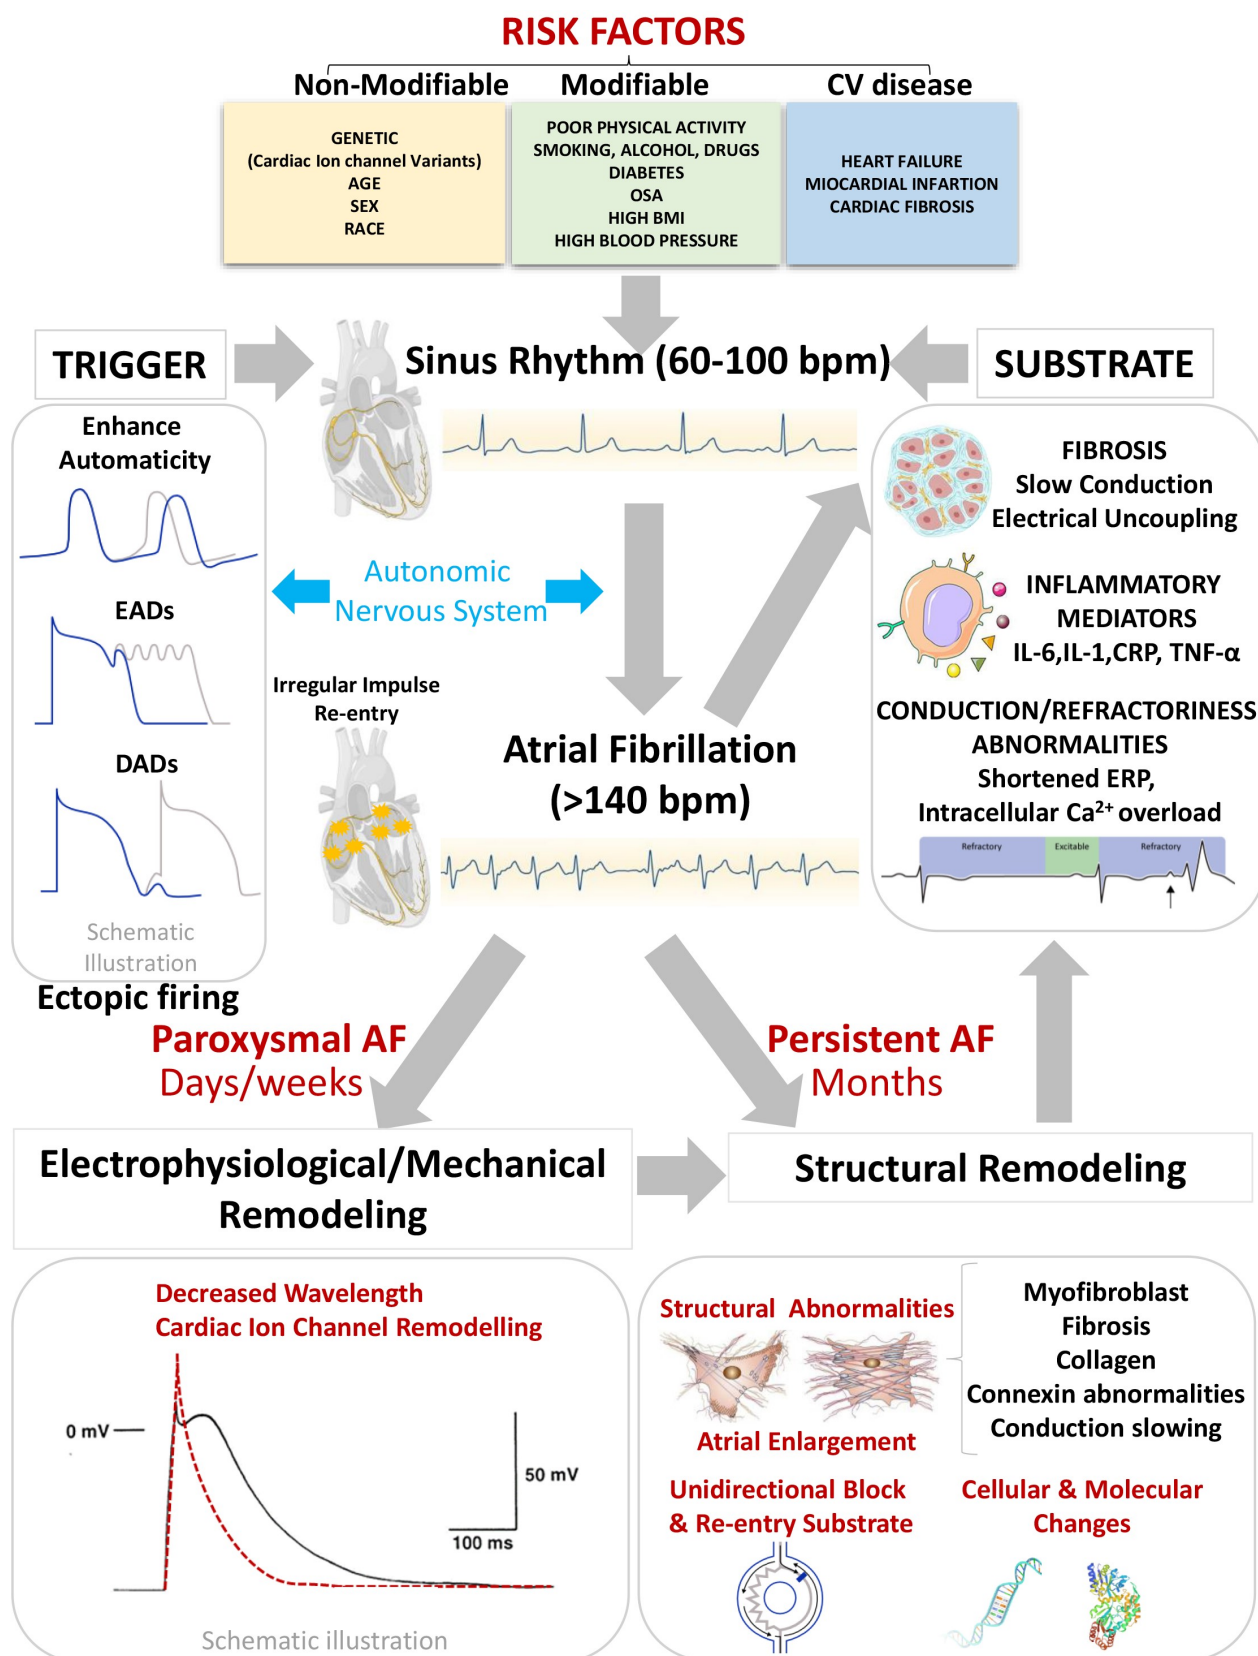 RISK FACTORS
Non-Modifiable
Modifiable
CV disease
GENETIC
(Cardiac Ion channel Variants)
AGE
SEX
RACE
POOR PHYSICAL ACTIVITY
SMOKING, ALCOHOL, DRUGS
DIABETES
OSA
HIGH BMI
HIGH BLOOD PRESSURE
HEART FAILURE
MIOCARDIAL INFARTION
CARDIAC FIBROSIS
TRIGGER
Sinus Rhythm (60-100 bpm)
SUBSTRATE
Enhance
Automaticity
EADs
DADs
Schematic
Illustration
Ectopic firing
Autonomic
Nervous System
Irregular Impulse
Re-entry
Atrial Fibrillation
(>140 bpm)
FIBROSIS
Slow Conduction
Electrical Uncoupling
INFLAMMATORY
MEDIATORS
IL-6,IL-1,CRP, TNF-α
CONDUCTION/REFRACTORINESS
ABNORMALITIES
Shortened ERP,
Intracellular Ca²⁺ overload
Refractory
Excitable
Refractory
Paroxysmal AF
Days/weeks
Persistent AF
Months
Electrophysiological/Mechanical
Remodeling
Structural Remodeling
Decreased Wavelength
Cardiac Ion Channel Remodelling
0 mV
50 mV
100 ms
Schematic illustration
Structural Abnormalities
Atrial Enlargement
Myofibroblast
Fibrosis
Collagen
Connexin abnormalities
Conduction slowing
Unidirectional Block
& Re-entry Substrate
Cellular & Molecular
Changes